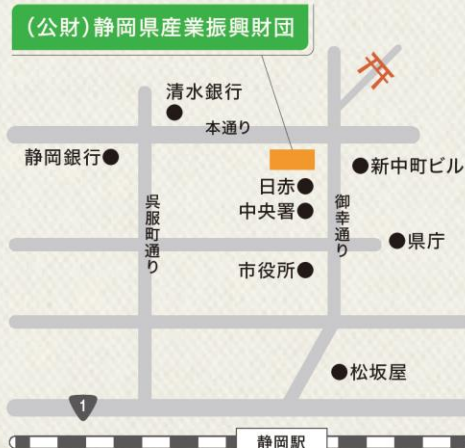 (公財)静岡県産業振興財団
清水銀行
本通り
静岡銀行
新中町ビル
日赤
中央署
呉服町通り
御幸通り
県庁
市役所
松坂屋
1
静岡駅